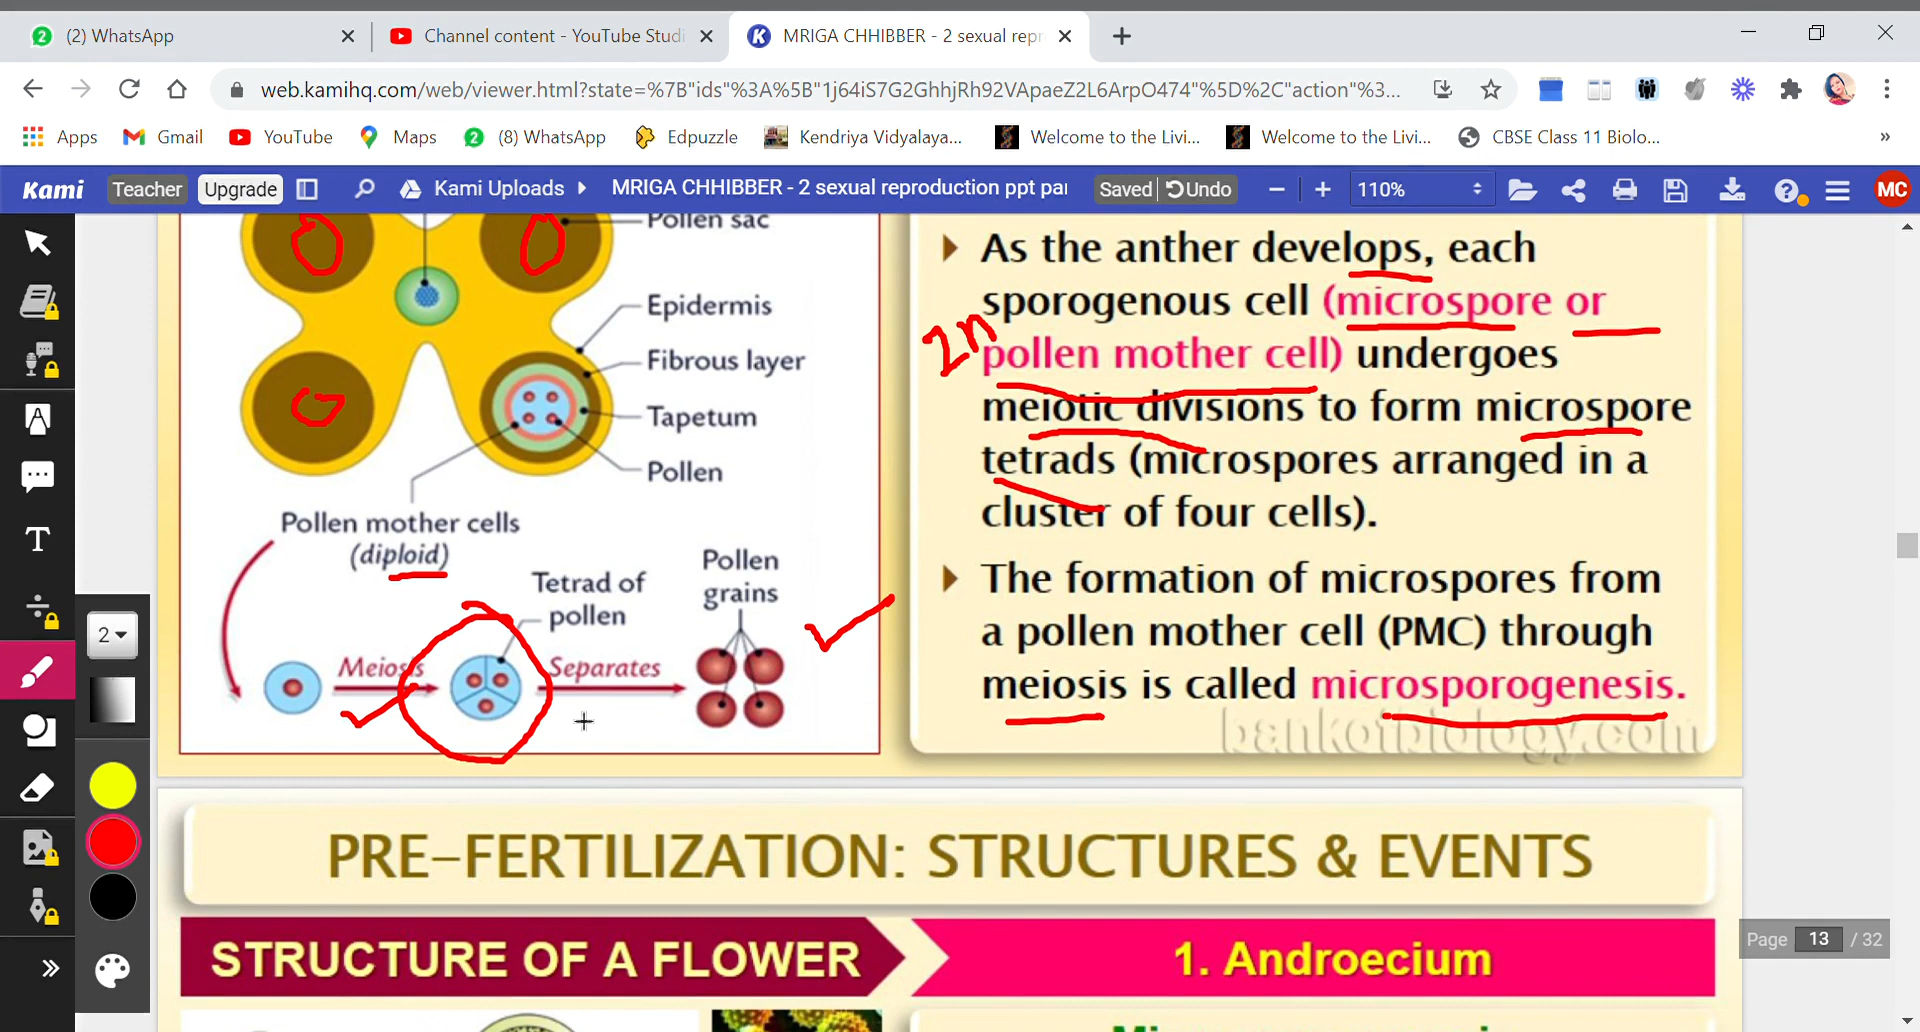 (2) WhatsApp
Channel content - YouTube Studi
MRIGA CHHIBBER - 2 sexual repr
web.kamihq.com/web/viewer.html?state=%7B"ids"%3A%5B"1j64iS7G2GhhjRh92VApaeZ2L6ArpO474"%5D%2C"action"%3...
Apps
Gmail
YouTube
Maps
(8) WhatsApp
Edpuzzle
Kendriya Vidyalaya...
Welcome to the Livi...
Welcome to the Livi...
CBSE Class 11 Biolo...
»
Kami
Teacher
Upgrade
Kami Uploads
MRIGA CHHIBBER - 2 sexual reproduction ppt par
Saved
Undo
110%
MC
Pollen sac
Epidermis
Fibrous layer
Tapetum
Pollen
Pollen mother cells
(diploid)
Tetrad of
pollen
Pollen
grains
Meiosis
Separates
As the anther develops, each
sporogenous cell (microspore or
2n
pollen mother cell) undergoes
meiotic divisions to form microspore
tetrads (microspores arranged in a
cluster of four cells).
The formation of microspores from
a pollen mother cell (PMC) through
meiosis is called microsporogenesis.
bankofbiology.com
2
PRE-FERTILIZATION: STRUCTURES & EVENTS
STRUCTURE OF A FLOWER
1. Androecium
Page 13 / 32